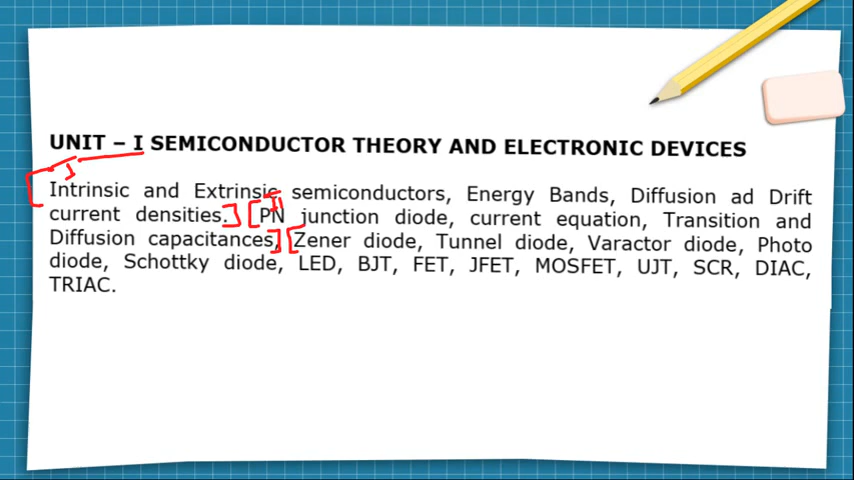 UNIT – I SEMICONDUCTOR THEORY AND ELECTRONIC DEVICES
Intrinsic and Extrinsic semiconductors, Energy Bands, Diffusion ad Drift
current densities. PN junction diode, current equation, Transition and
Diffusion capacitances, Zener diode, Tunnel diode, Varactor diode, Photo
diode, Schottky diode, LED, BJT, FET, JFET, MOSFET, UJT, SCR, DIAC,
TRIAC.